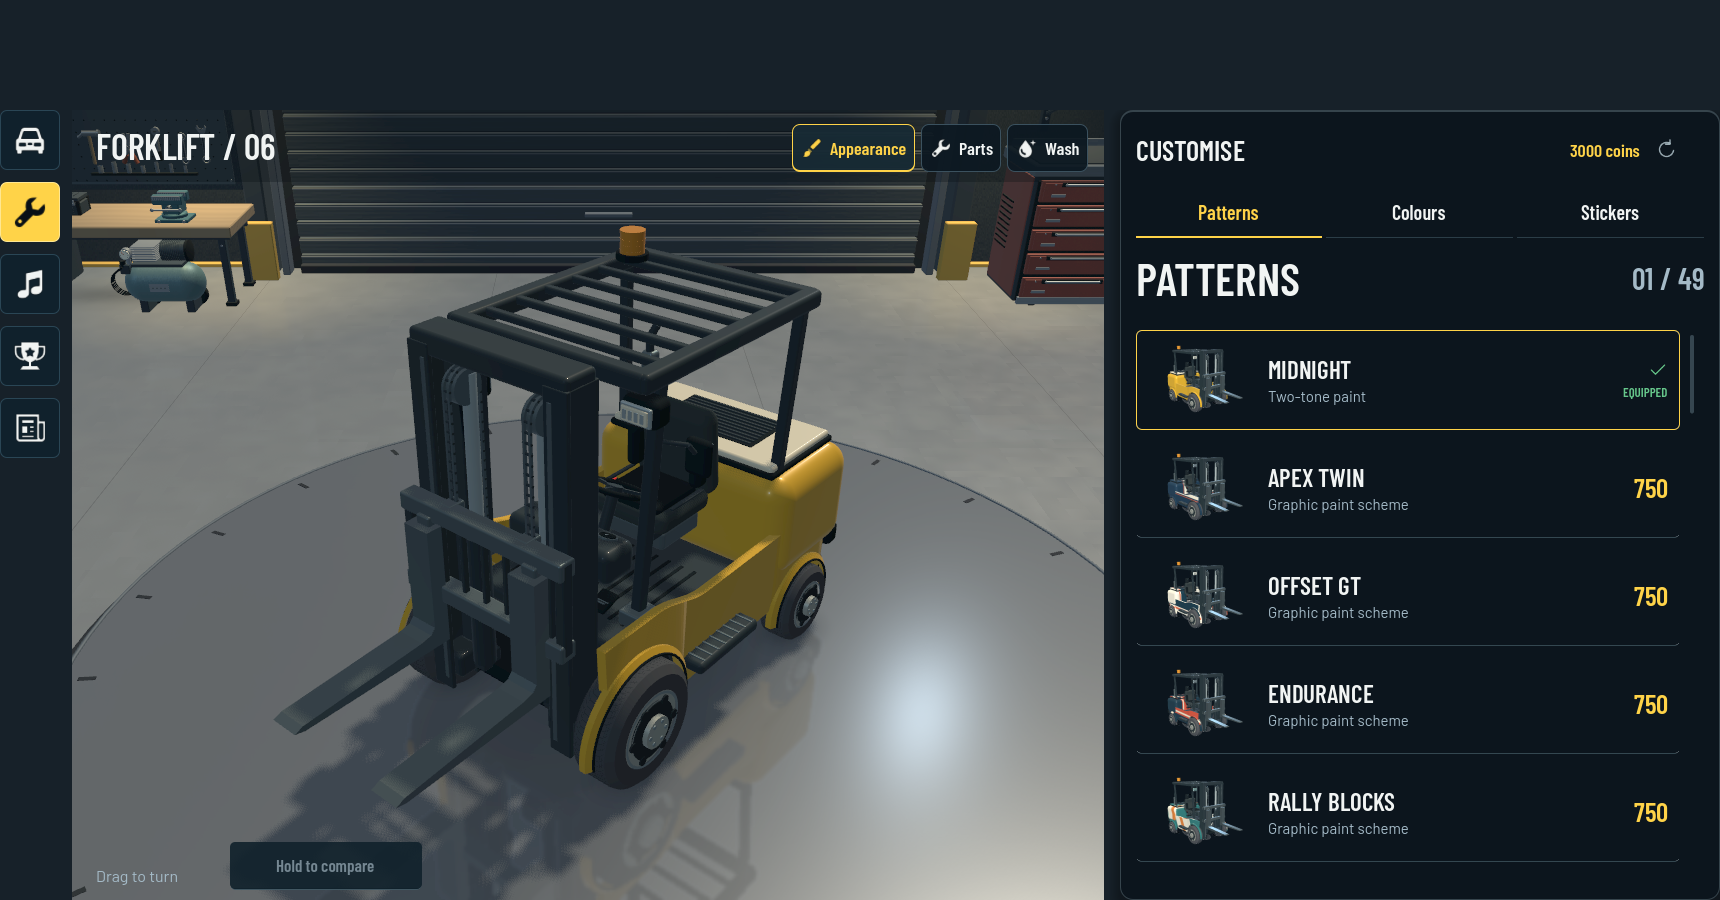 FORKLIFT / 06
Appearance
Parts
Wash
Drag to turn
Hold to compare
CUSTOMISE
3000 coins
Patterns
Colours
Stickers
PATTERNS
01 / 49
MIDNIGHT
Two-tone paint
EQUIPPED
APEX TWIN
Graphic paint scheme
750
OFFSET GT
Graphic paint scheme
750
ENDURANCE
Graphic paint scheme
750
RALLY BLOCKS
Graphic paint scheme
750